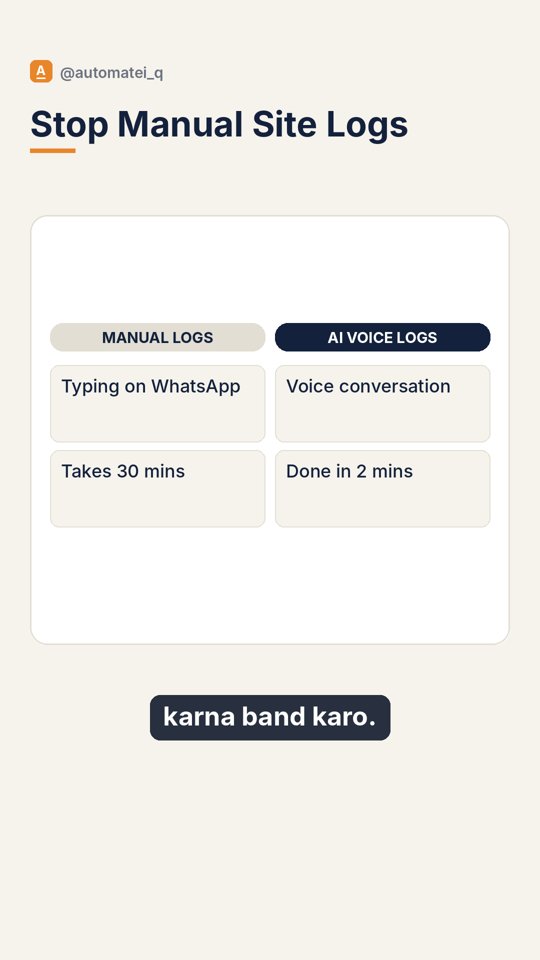 A
@automatei_q
Stop Manual Site Logs
MANUAL LOGS
AI VOICE LOGS
Typing on WhatsApp
Voice conversation
Takes 30 mins
Done in 2 mins
karna band karo.